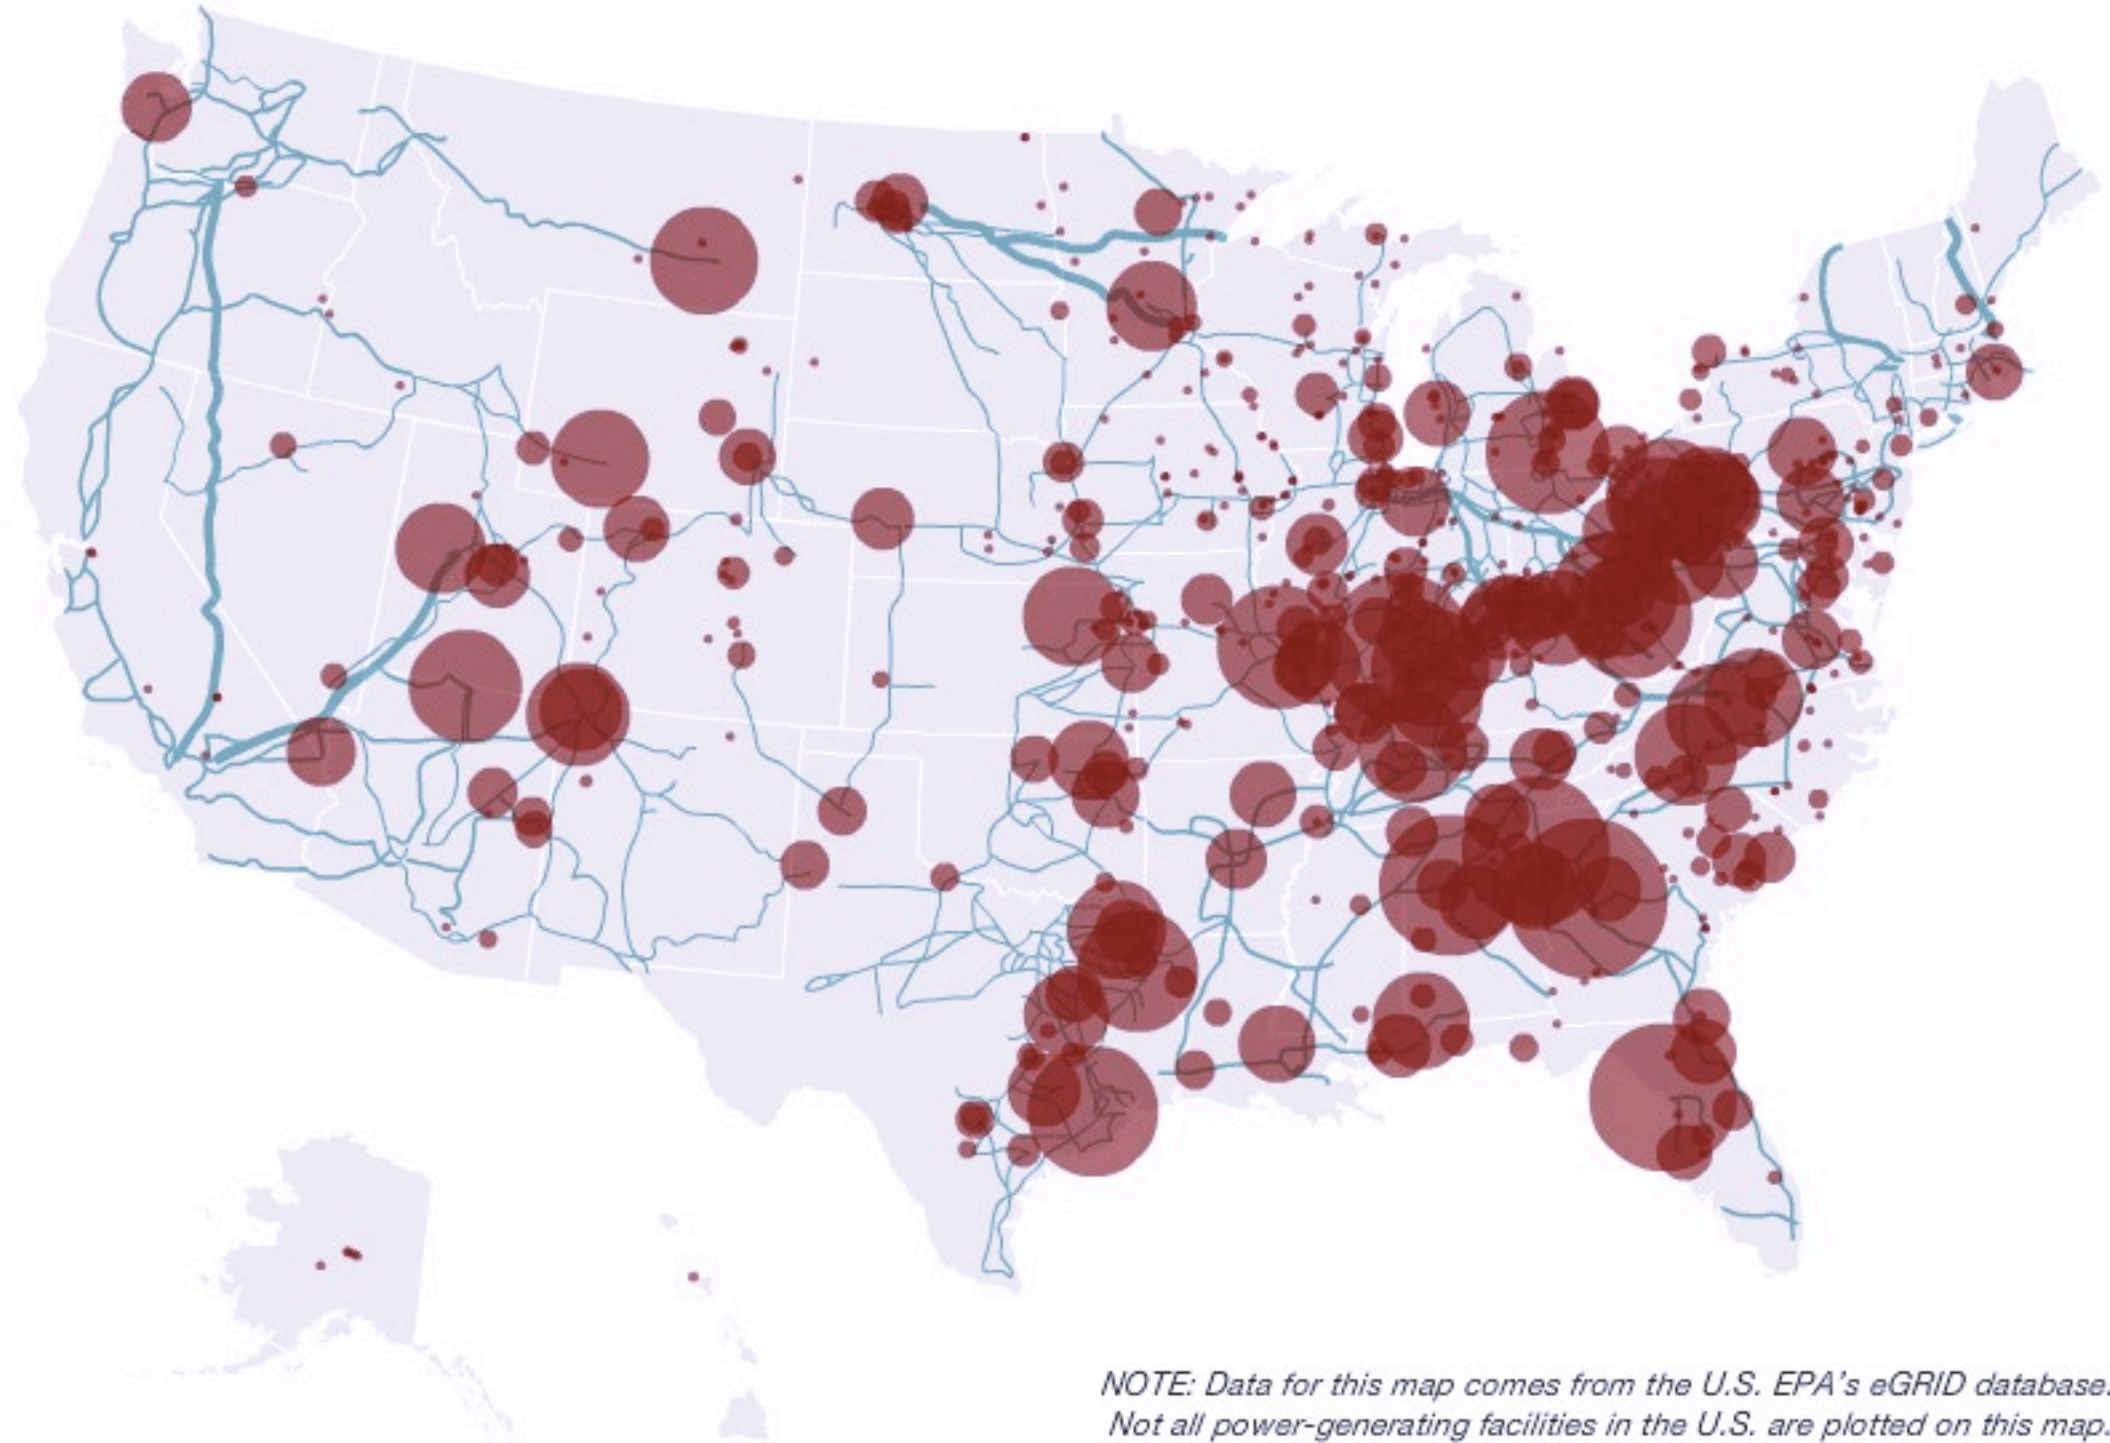 NOTE: Data for this map comes from the U.S. EPA's eGRID database.
Not all power-generating facilities in the U.S. are plotted on this map.